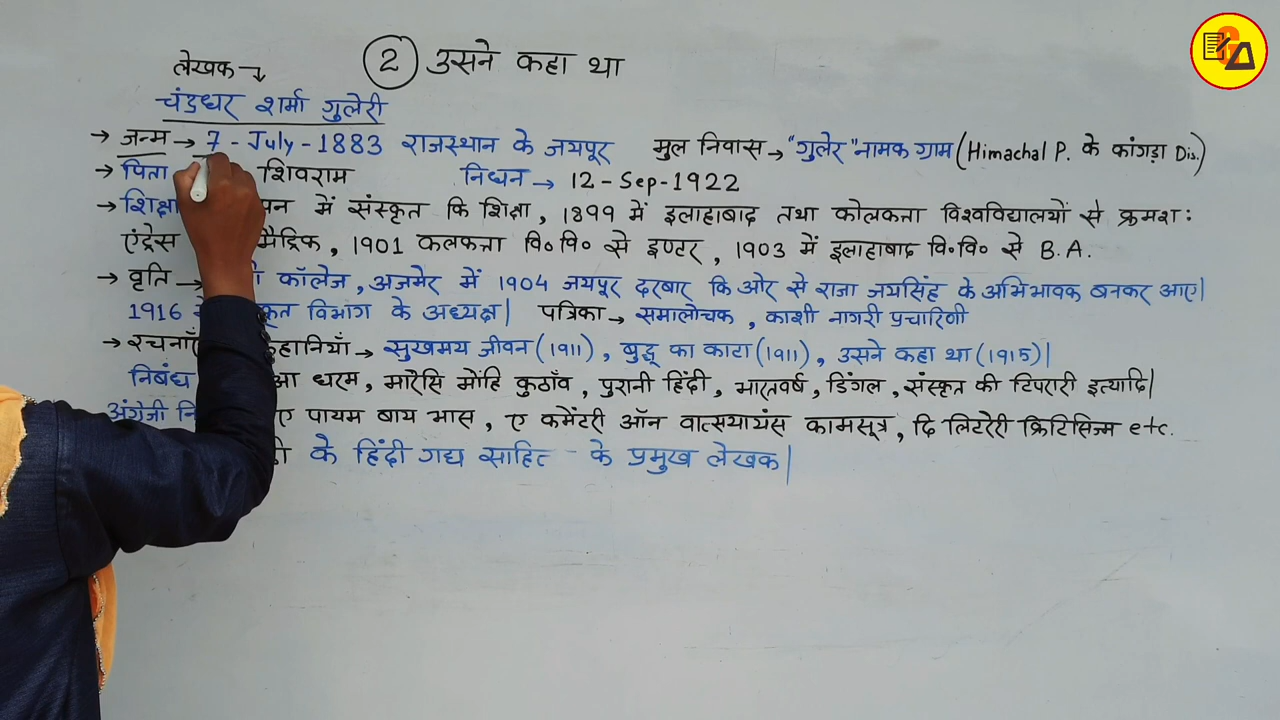 ② उसने कहा था
लेखक
चंद्रधर शर्मा गुलेरी
→ जन्म → 7 - July - 1883 राजस्थान के जयपूर मुल निवास → "गुलेर" नामक ग्राम (Himachal P. के कांगड़ा Dis.)
→ पिता शिवराम निधन → 12 - Sep - 1922
→ शिक्षा में संस्कृत कि शिक्षा, 1899 में इलाहाबाद तथा कोलकत्ता विश्वविद्यालयों से क्रमश:
एंट्रेस मैट्रिक, 1901 कलकत्ता वि॰ वि॰ से इण्टर, 1903 में इलाहाबाद वि॰ वि॰ से B.A.
→ वृति → कॉलेज, अजमेर में 1904 जयपूर दरबार कि ओर से राजा जयसिंह के अभिभावक बनकर आए|
1916 विभाग के अध्यक्ष| पत्रिका → समालोचक, काशी नागरी प्रचारिणी
→ रचनाएँ कहानियाँ → सुखमय जीवन (1911), बुद्धू का काटा (1911), उसने कहा था (1915)|
निबंध धरम, मारेसि मोंहि कुठाँव, पुरानी हिंदी, भारतवर्ष, डिंगल, संस्कृत की टिपरारी इत्यादि|
अंग्रेजी ए पायम बाय भास, ए कमेंटरी ऑन वात्सयायंस कामसूत्र, दि लिटरेरी क्रिटिसिज्म etc.
के हिंदी गद्य के प्रमुख लेखक|